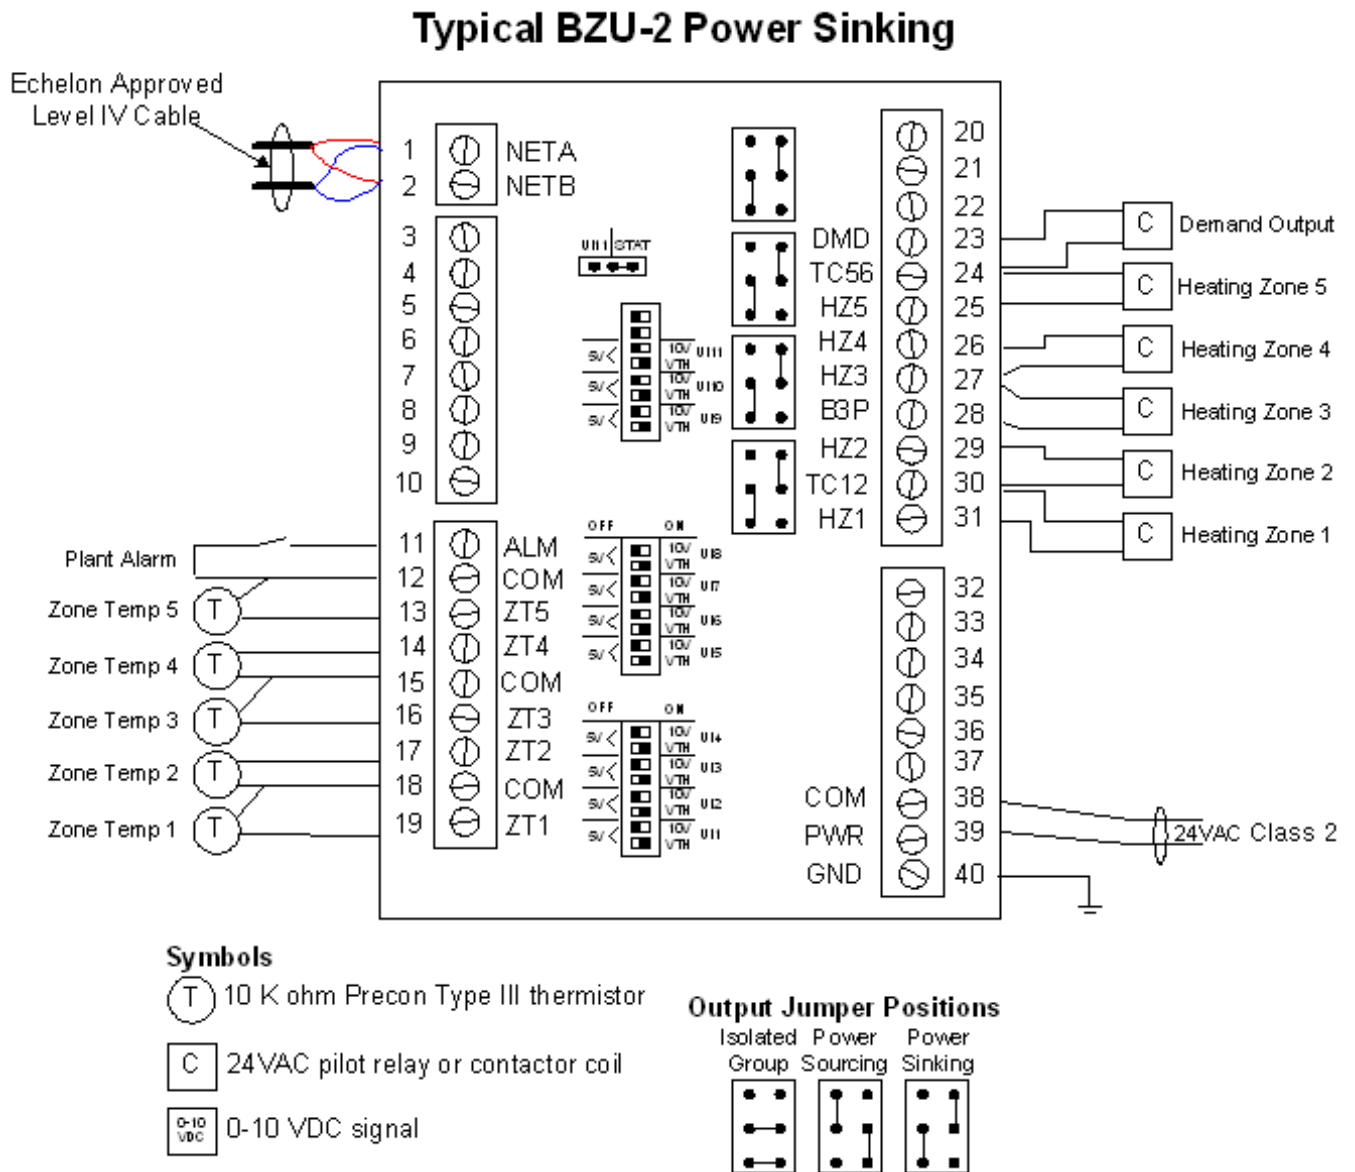 Typical BZU-2 Power Sinking
Echelon Approved
Level IV Cable
1 NETA
2 NETB
3
4
5
6
7
8
9
10
Plant Alarm
11 ALM
12 COM
Zone Temp 5 T
13 ZT5
14 ZT4
Zone Temp 4 T
15 COM
Zone Temp 3 T
16 ZT3
17 ZT2
Zone Temp 2 T
18 COM
Zone Temp 1 T
19 ZT1
UI11 STAT
5V 10V UI11
VTH
5V 10V UI10
VTH
5V 10V UI9
VTH
OFF ON
5V 10V UI8
VTH
5V 10V UI7
VTH
5V 10V UI6
VTH
5V 10V UI5
VTH
OFF ON
5V 10V UI4
VTH
5V 10V UI3
VTH
5V 10V UI2
VTH
5V 10V UI1
VTH
20
21
22
DMD 23
TC56 24
HZ5 25
HZ4 26
HZ3 27
B3P 28
HZ2 29
TC12 30
HZ1 31
C Demand Output
C Heating Zone 5
C Heating Zone 4
C Heating Zone 3
C Heating Zone 2
C Heating Zone 1
32
33
34
35
36
37
COM 38
PWR 39
GND 40
24VAC Class 2
Symbols
T 10 K ohm Precon Type III thermistor
C 24VAC pilot relay or contactor coil
0-10
VDC
0-10 VDC signal
Output Jumper Positions
Isolated Group
Power Sourcing
Power Sinking